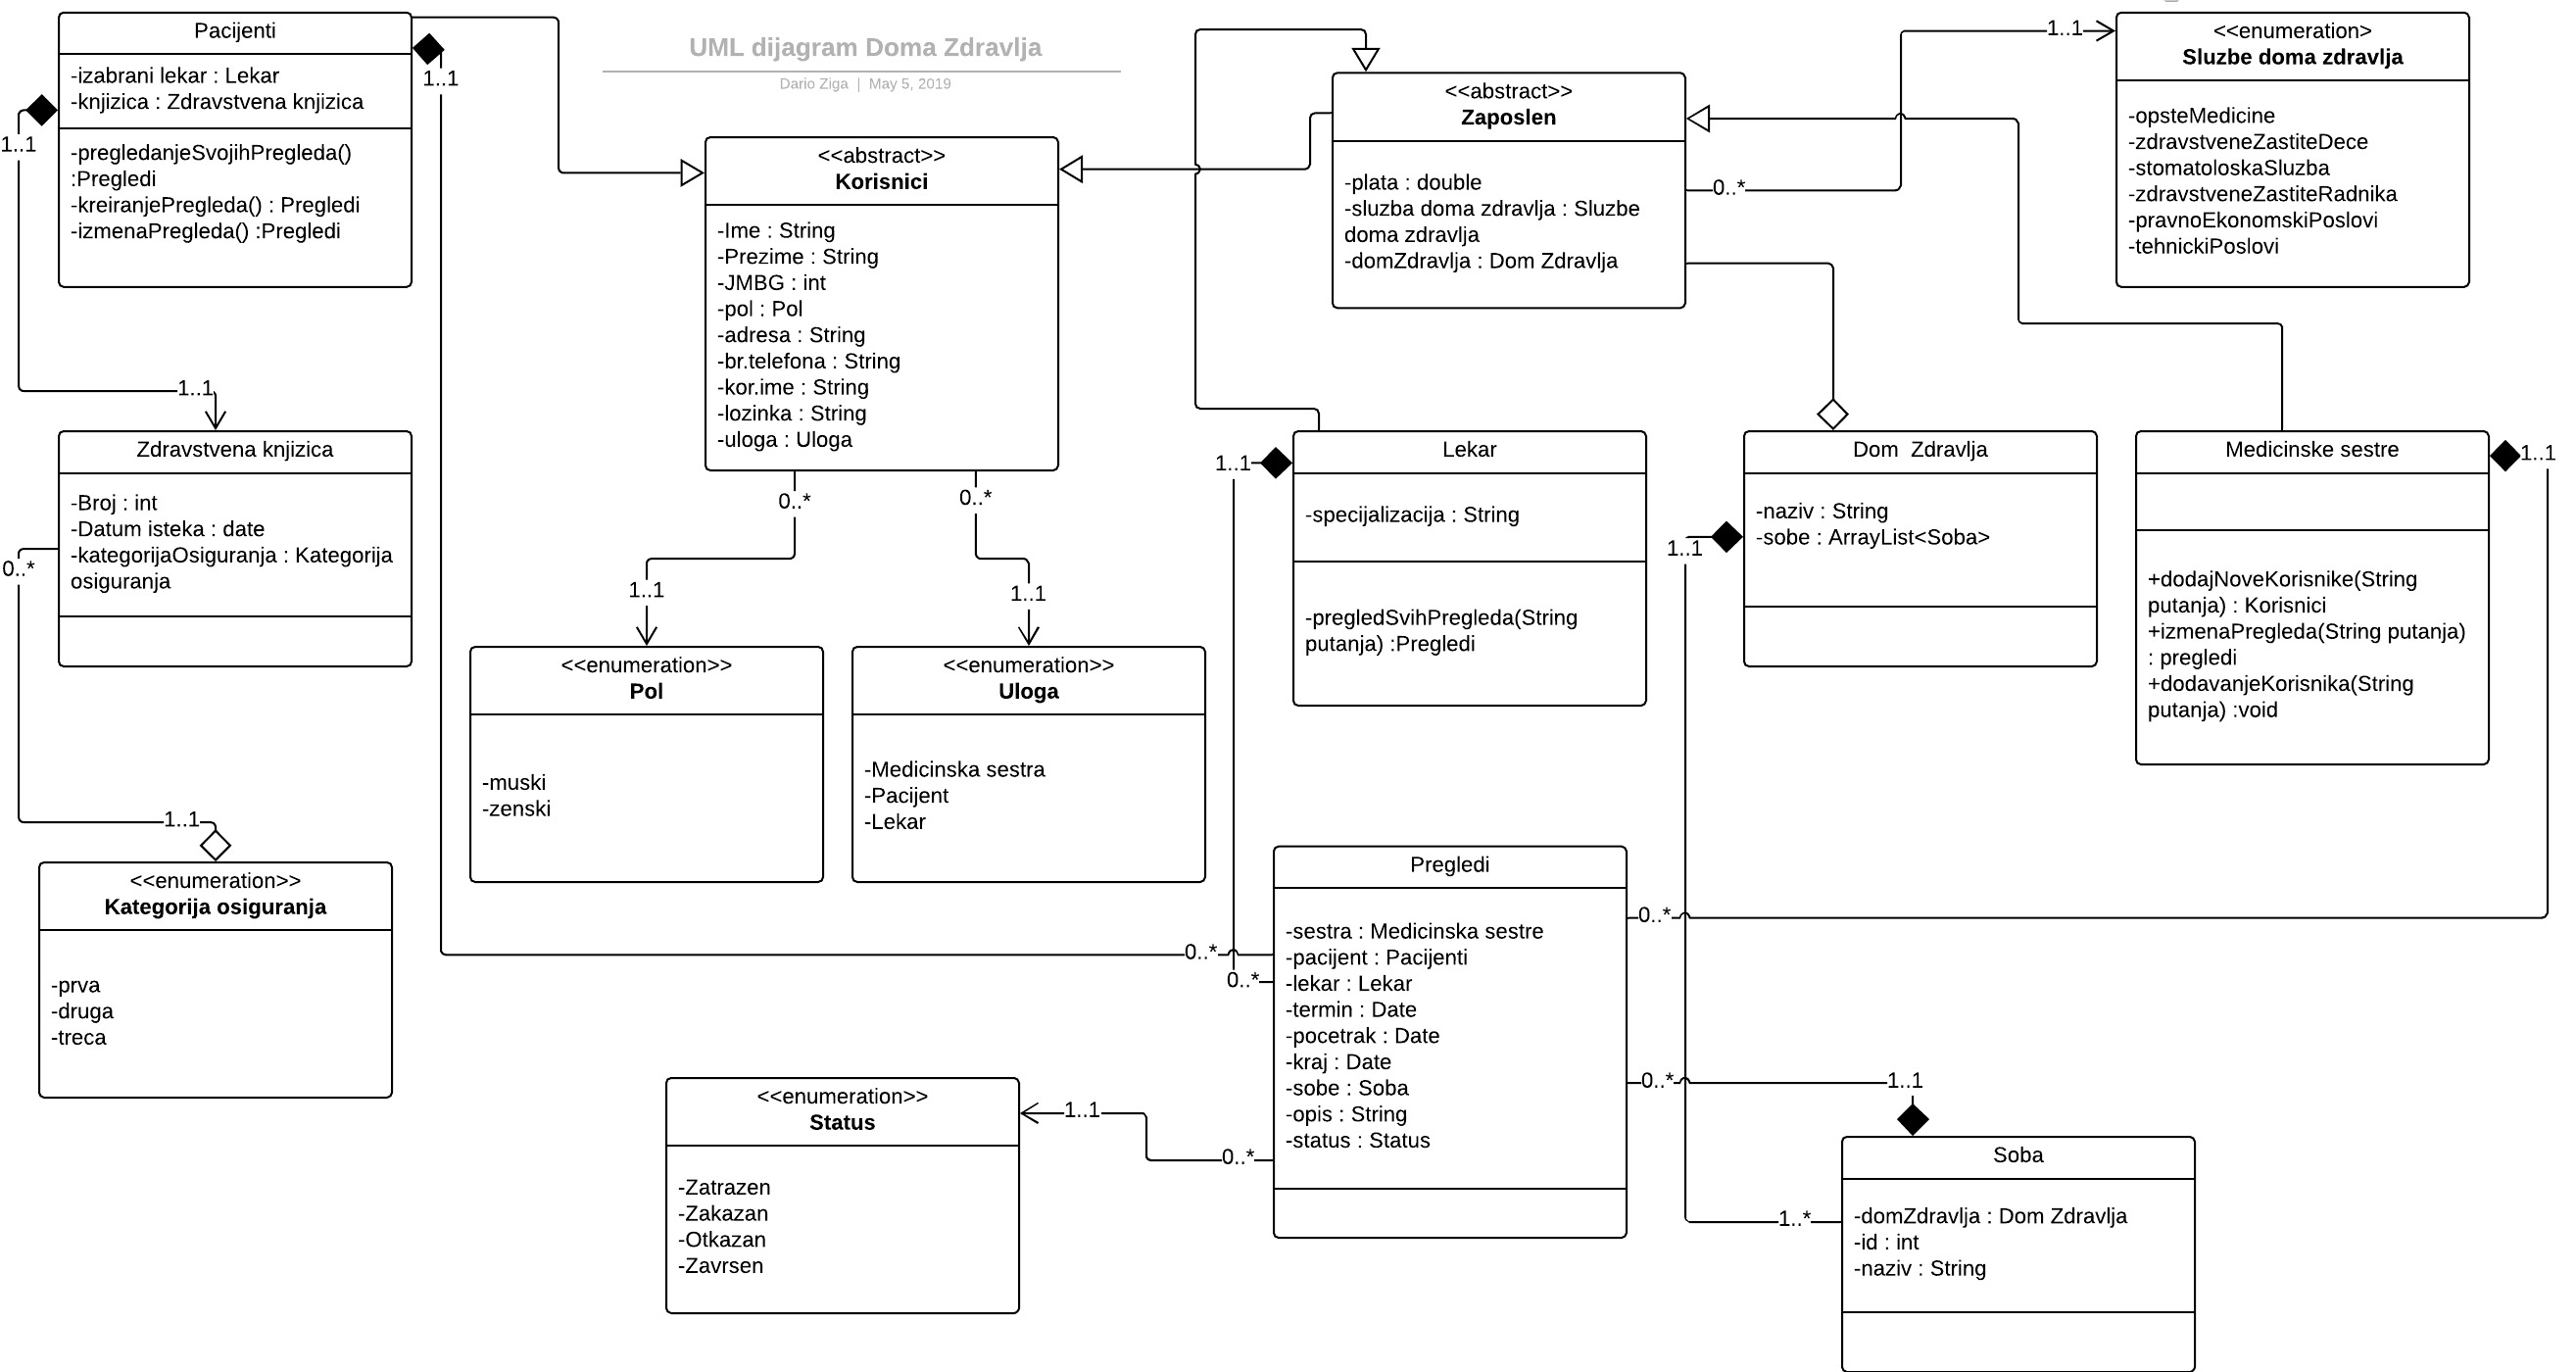 UML dijagram Doma Zdravlja
Dario Ziga | May 5, 2019
Pacijenti
-izabrani lekar : Lekar
-knjizica : Zdravstvena knjizica
-pregledanjeSvojihPregleda()
:Pregledi
-kreiranjePregleda() : Pregledi
-izmenaPregleda() :Pregledi
1..1
1..1
1..1
<<abstract>>
Korisnici
-Ime : String
-Prezime : String
-JMBG : int
-pol : Pol
-adresa : String
-br.telefona : String
-kor.ime : String
-lozinka : String
-uloga : Uloga
0..*
0..*
1..1
1..1
<<abstract>>
Zaposlen
-plata : double
-sluzba doma zdravlja : Sluzbe
doma zdravlja
-domZdravlja : Dom Zdravlja
0..*
1..1
<<enumeration>
Sluzbe doma zdravlja
-opsteMedicine
-zdravstveneZastiteDece
-stomatoloskaSluzba
-zdravstveneZastiteRadnika
-pravnoEkonomskiPoslovi
-tehnickiPoslovi
Zdravstvena knjizica
-Broj : int
-Datum isteka : date
-kategorijaOsiguranja : Kategorija
osiguranja
0..*
1..1
<<enumeration>>
Kategorija osiguranja
-prva
-druga
-treca
<<enumeration>>
Pol
-muski
-zenski
<<enumeration>>
Uloga
-Medicinska sestra
-Pacijent
-Lekar
1..1
Lekar
-specijalizacija : String
-pregledSvihPregleda(String
putanja) :Pregledi
1..1
Dom  Zdravlja
-naziv : String
-sobe : ArrayList<Soba>
Medicinske sestre
1..1
+dodajNoveKorisnike(String
putanja) : Korisnici
+izmenaPregleda(String putanja)
: pregledi
+dodavanjeKorisnika(String
putanja) :void
Pregledi
-sestra : Medicinska sestre
-pacijent : Pacijenti
-lekar : Lekar
-termin : Date
-pocetrak : Date
-kraj : Date
-sobe : Soba
-opis : String
-status : Status
0..*
0..*
0..*
0..*
1..1
0..*
1..1
<<enumeration>>
Status
-Zatrazen
-Zakazan
-Otkazan
-Zavrsen
1..*
Soba
-domZdravlja : Dom Zdravlja
-id : int
-naziv : String